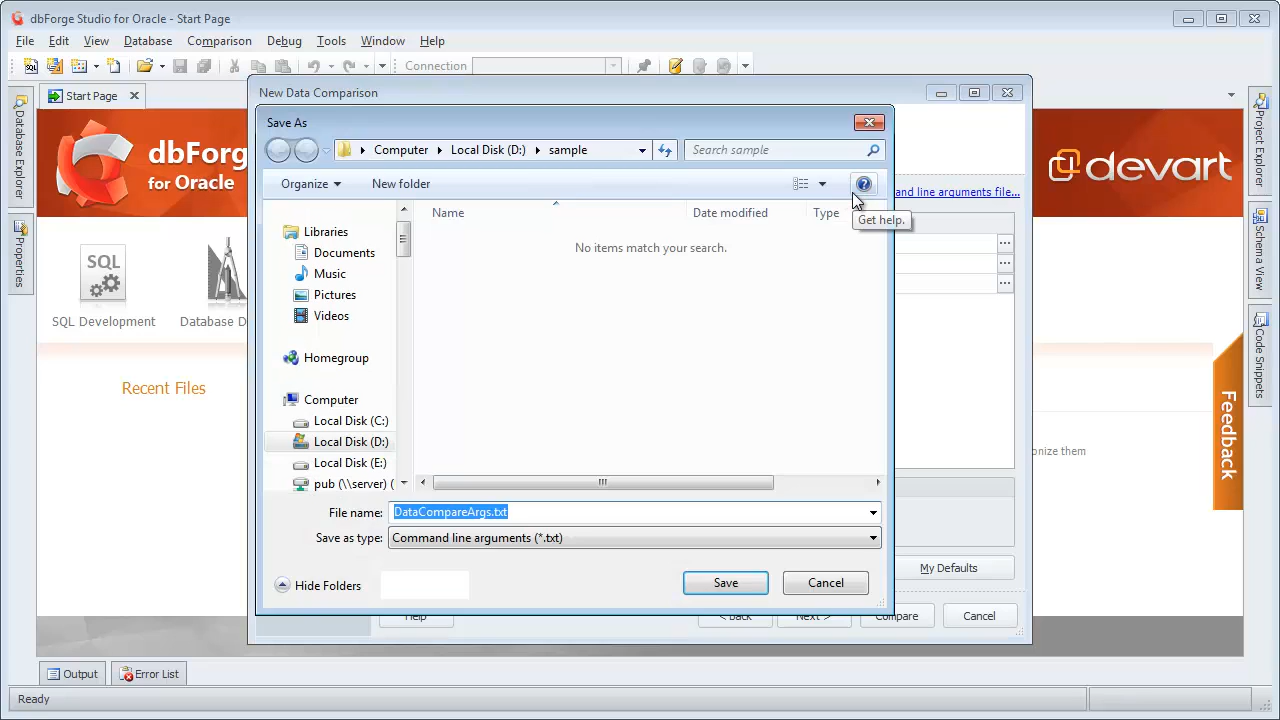 dbForge Studio for Oracle - Start Page
File Edit View Database Comparison Debug Tools Window Help
Connection
Start Page
Database Explorer
Properties
dbForge
for Oracle
devart
SQL
SQL Development
Database D
Recent Files
onize them
Project Explorer
Schema View
Code Snippets
Feedback
New Data Comparison
and line arguments file...
My Defaults
Help
< Back
Next >
Compare
Cancel
Save As
Computer
Local Disk (D:)
sample
Search sample
Organize
New folder
Get help.
Name
Date modified
Type
No items match your search.
Libraries
Documents
Music
Pictures
Videos
Homegroup
Computer
Local Disk (C:)
Local Disk (D:)
Local Disk (E:)
pub (\\server) (
File name: DataCompareArgs.txt
Save as type: Command line arguments (*.txt)
Hide Folders
Save
Cancel
Output
Error List
Ready